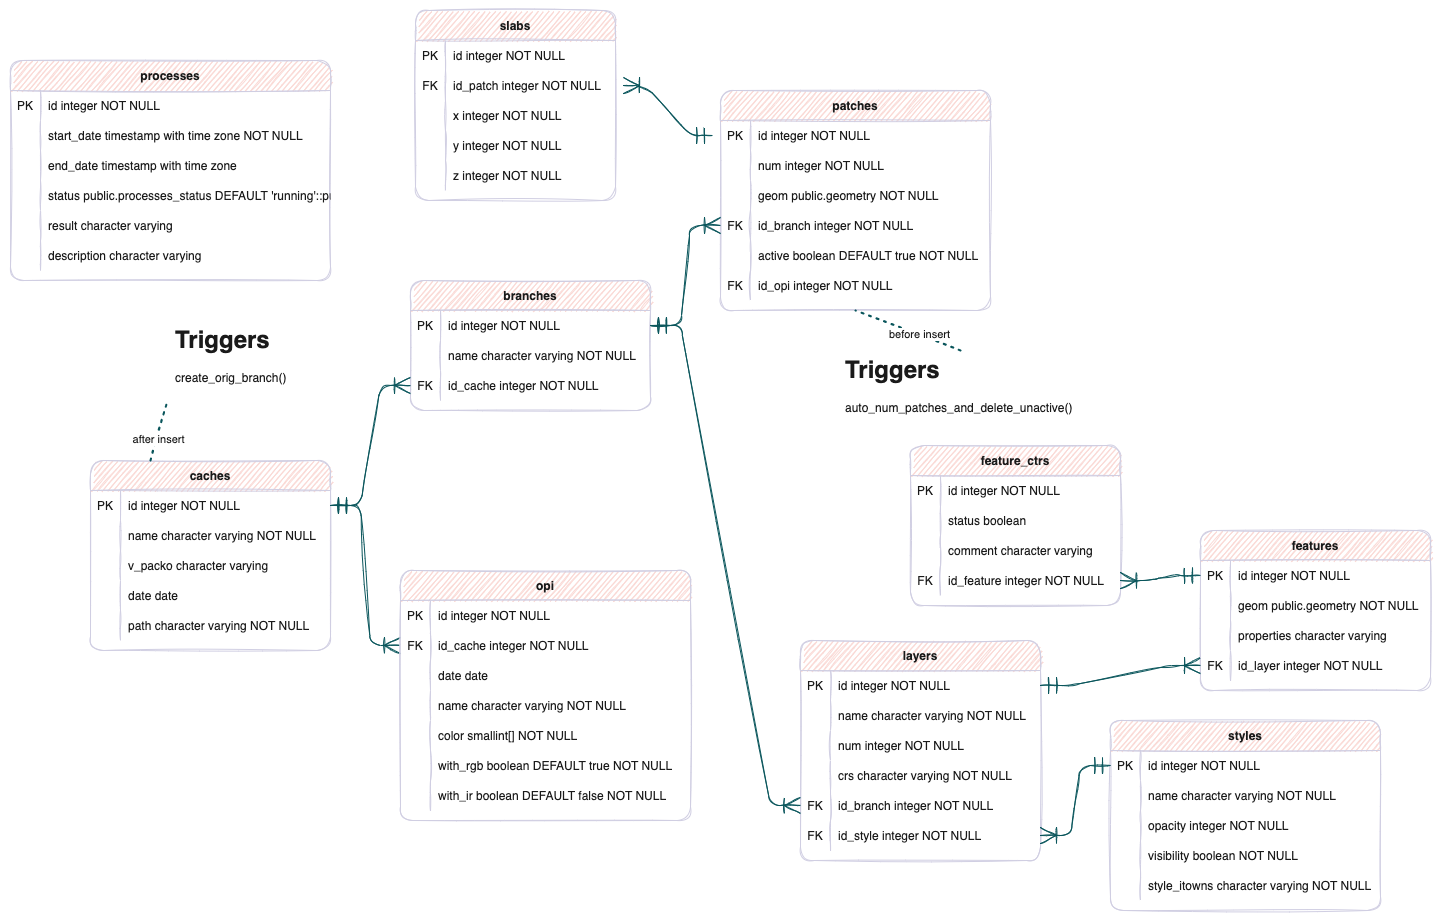 slabs
PK id integer NOT NULL
FK id_patch integer NOT NULL
x integer NOT NULL
y integer NOT NULL
z integer NOT NULL
processes
PK id integer NOT NULL
start_date timestamp with time zone NOT NULL
end_date timestamp with time zone
status public.processes_status DEFAULT 'running'::p
result character varying
description character varying
patches
PK id integer NOT NULL
num integer NOT NULL
geom public.geometry NOT NULL
FK id_branch integer NOT NULL
active boolean DEFAULT true NOT NULL
FK id_opi integer NOT NULL
before insert
Triggers
auto_num_patches_and_delete_unactive()
branches
PK id integer NOT NULL
name character varying NOT NULL
FK id_cache integer NOT NULL
Triggers
create_orig_branch()
after insert
caches
PK id integer NOT NULL
name character varying NOT NULL
v_packo character varying
date date
path character varying NOT NULL
opi
PK id integer NOT NULL
FK id_cache integer NOT NULL
date date
name character varying NOT NULL
color smallint[] NOT NULL
with_rgb boolean DEFAULT true NOT NULL
with_ir boolean DEFAULT false NOT NULL
feature_ctrs
PK id integer NOT NULL
status boolean
comment character varying
FK id_feature integer NOT NULL
features
PK id integer NOT NULL
geom public.geometry NOT NULL
properties character varying
FK id_layer integer NOT NULL
layers
PK id integer NOT NULL
name character varying NOT NULL
num integer NOT NULL
crs character varying NOT NULL
FK id_branch integer NOT NULL
FK id_style integer NOT NULL
styles
PK id integer NOT NULL
name character varying NOT NULL
opacity integer NOT NULL
visibility boolean NOT NULL
style_itowns character varying NOT NULL